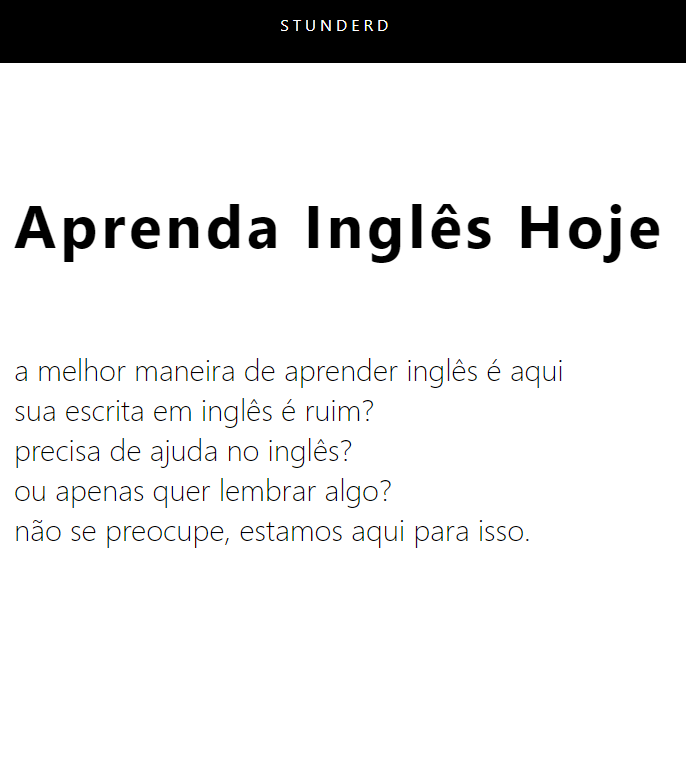 STUNDERD
Aprenda Inglês Hoje
a melhor maneira de aprender inglês é aqui
sua escrita em inglês é ruim?
precisa de ajuda no inglês?
ou apenas quer lembrar algo?
não se preocupe, estamos aqui para isso.